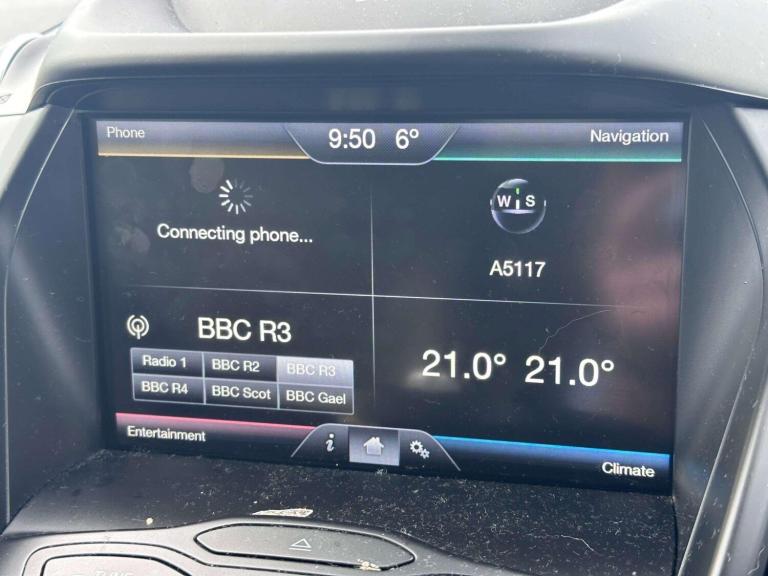 Phone
9:50 6°
Navigation
Connecting phone...
W S
A5117
BBC R3
Radio 1 BBC R2 BBC R3
BBC R4 BBC Scot BBC Gael
21.0° 21.0°
Entertainment
i
Climate